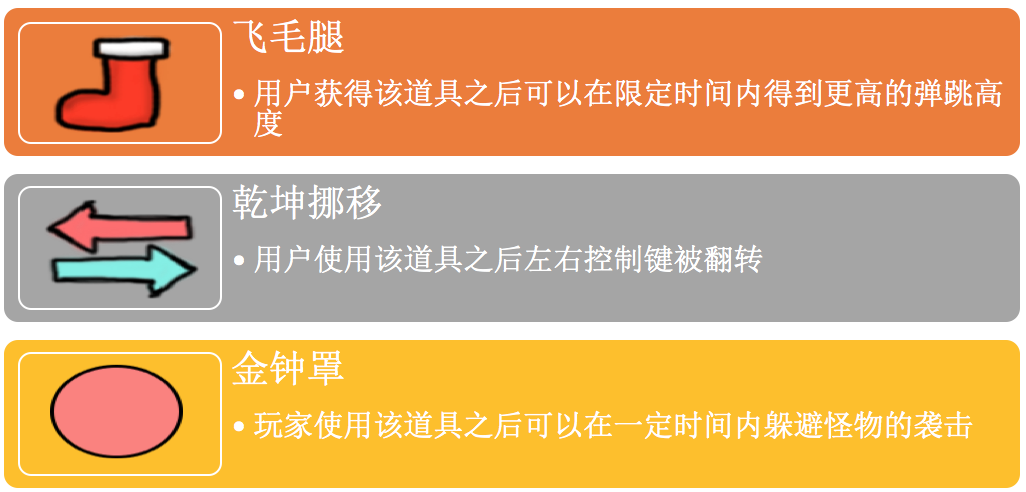 飞毛腿
• 用户获得该道具之后可以在限定时间内得到更高的弹跳高
度
乾坤挪移
• 用户使用该道具之后左右控制键被翻转
金钟罩
• 玩家使用该道具之后可以在一定时间内躲避怪物的袭击